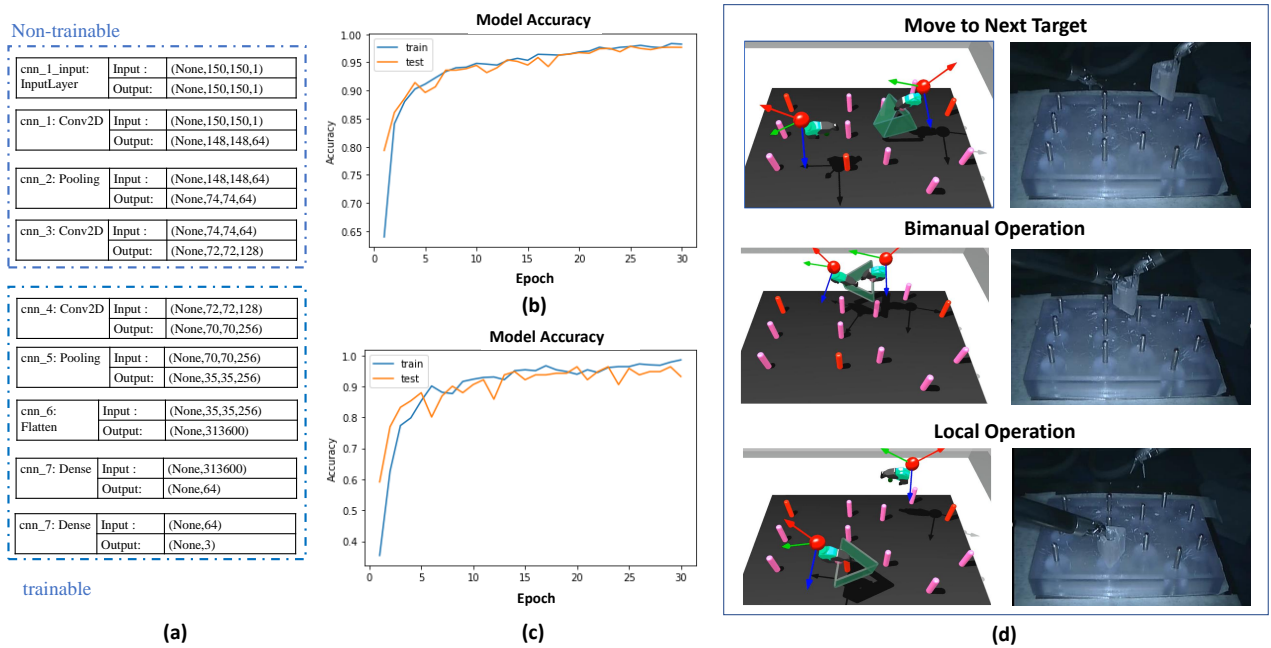 Non-trainable
cnn_1_input: InputLayer
Input :
(None,150,150,1)
Output:
(None,150,150,1)
cnn_1: Conv2D
Input :
(None,150,150,1)
Output:
(None,148,148,64)
cnn_2: Pooling
Input :
(None,148,148,64)
Output:
(None,74,74,64)
cnn_3: Conv2D
Input :
(None,74,74,64)
Output:
(None,72,72,128)
cnn_4: Conv2D
Input :
(None,72,72,128)
Output:
(None,70,70,256)
cnn_5: Pooling
Input :
(None,70,70,256)
Output:
(None,35,35,256)
cnn_6:
Flatten
Input :
(None,35,35,256)
Output:
(None,313600)
cnn_7: Dense
Input :
(None,313600)
Output:
(None,64)
cnn_7: Dense
Input :
(None,64)
Output:
(None,3)
trainable
(a)
Model Accuracy
train
test
1.00
0.95
0.90
0.85
0.80
0.75
0.70
0.65
Accuracy
0 5 10 15 20 25 30
Epoch
(b)
Model Accuracy
train
test
1.0
0.9
0.8
0.7
0.6
0.5
0.4
Accuracy
0 5 10 15 20 25 30
Epoch
(c)
Move to Next Target
Bimanual Operation
Local Operation
(d)